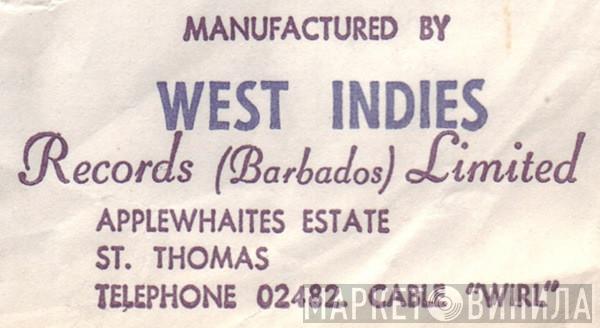 MANUFACTURED BY
WEST INDIES
Records (Barbados) Limited
APPLEWHAITES ESTATE
ST. THOMAS
TELEPHONE 02482. CABLE "WIRL"
МАРКЕТ ВИНИЛА